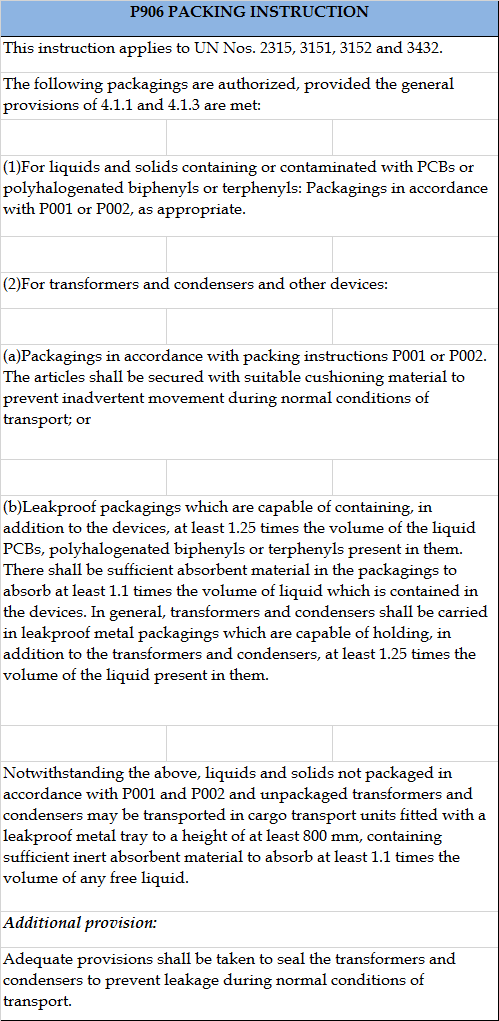 P906 PACKING INSTRUCTION
This instruction applies to UN Nos. 2315, 3151, 3152 and 3432.
The following packagings are authorized, provided the general
provisions of 4.1.1 and 4.1.3 are met:
(1)For liquids and solids containing or contaminated with PCBs or
polyhalogenated biphenyls or terphenyls: Packagings in accordance
with P001 or P002, as appropriate.
(2)For transformers and condensers and other devices:
(a)Packagings in accordance with packing instructions P001 or P002.
The articles shall be secured with suitable cushioning material to
prevent inadvertent movement during normal conditions of
transport; or
(b)Leakproof packagings which are capable of containing, in
addition to the devices, at least 1.25 times the volume of the liquid
PCBs, polyhalogenated biphenyls or terphenyls present in them.
There shall be sufficient absorbent material in the packagings to
absorb at least 1.1 times the volume of liquid which is contained in
the devices. In general, transformers and condensers shall be carried
in leakproof metal packagings which are capable of holding, in
addition to the transformers and condensers, at least 1.25 times the
volume of the liquid present in them.
Notwithstanding the above, liquids and solids not packaged in
accordance with P001 and P002 and unpackaged transformers and
condensers may be transported in cargo transport units fitted with a
leakproof metal tray to a height of at least 800 mm, containing
sufficient inert absorbent material to absorb at least 1.1 times the
volume of any free liquid.
Additional provision:
Adequate provisions shall be taken to seal the transformers and
condensers to prevent leakage during normal conditions of
transport.